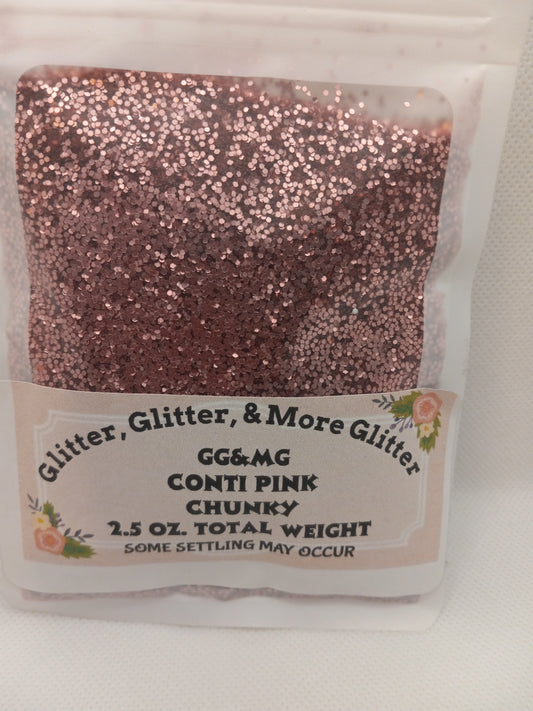 Glitter, Glitter, & More Glitter
GG&MG
CONTI PINK
CHUNKY
2.5 OZ. TOTAL WEIGHT
SOME SETTLING MAY OCCUR